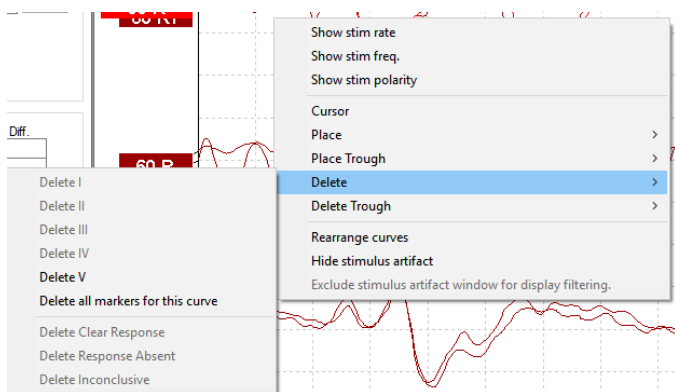 60 R1
Show stim rate
Show stim freq.
Show stim polarity
Cursor
Place
Diff.
Place Trough
60 R
Delete
Delete Trough
Rearrange curves
Hide stimulus artifact
Exclude stimulus artifact window for display filtering.
Delete I
Delete II
Delete III
Delete IV
Delete V
Delete all markers for this curve
Delete Clear Response
Delete Response Absent
Delete Inconclusive